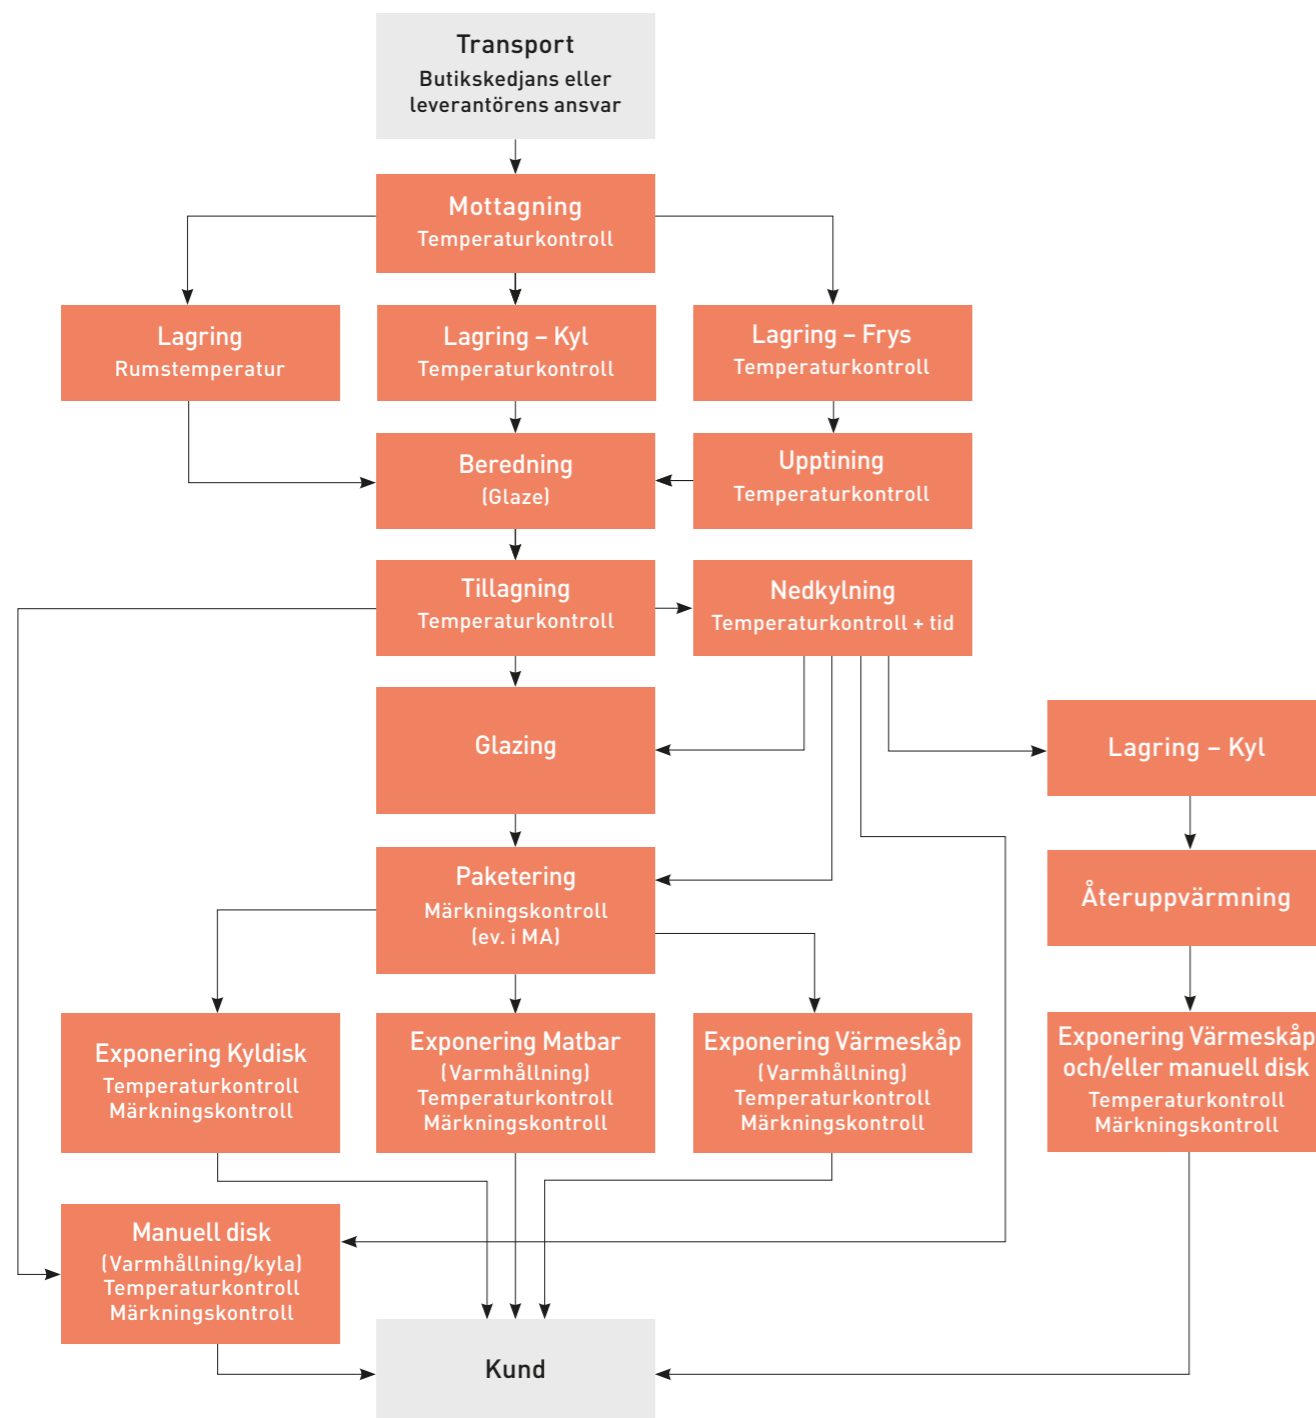 Transport
Butikskedjans eller
leverantörens ansvar
Mottagning
Temperaturkontroll
Lagring
Rumstemperatur
Lagring – Kyl
Temperaturkontroll
Lagring – Frys
Temperaturkontroll
Beredning
(Glaze)
Upptining
Temperaturkontroll
Tillagning
Temperaturkontroll
Nedkylning
Temperaturkontroll + tid
Glazing
Lagring – Kyl
Paketering
Märkningskontroll
(ev. i MA)
Återuppvärmning
Exponering Kyldisk
Temperaturkontroll
Märkningskontroll
Exponering Matbar
(Varmhållning)
Temperaturkontroll
Märkningskontroll
Exponering Värmeskåp
(Varmhållning)
Temperaturkontroll
Märkningskontroll
Exponering Värmeskåp
och/eller manuell disk
Temperaturkontroll
Märkningskontroll
Manuell disk
(Varmhållning/kyla)
Temperaturkontroll
Märkningskontroll
Kund